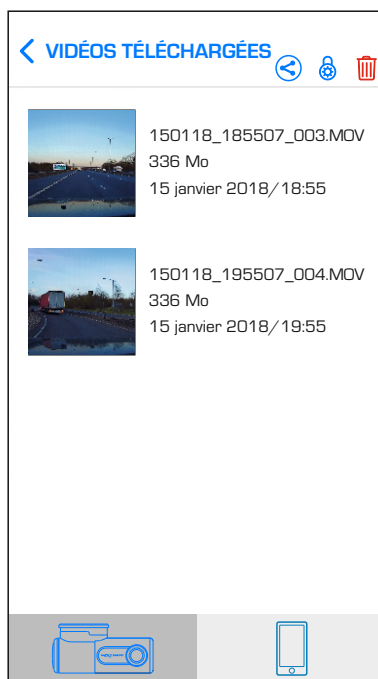 VIDÉOS TÉLÉCHARGÉES
150118_185507_003.MOV
336 Mo
15 janvier 2018/18:55
150118_195507_004.MOV
336 Mo
15 janvier 2018/19:55